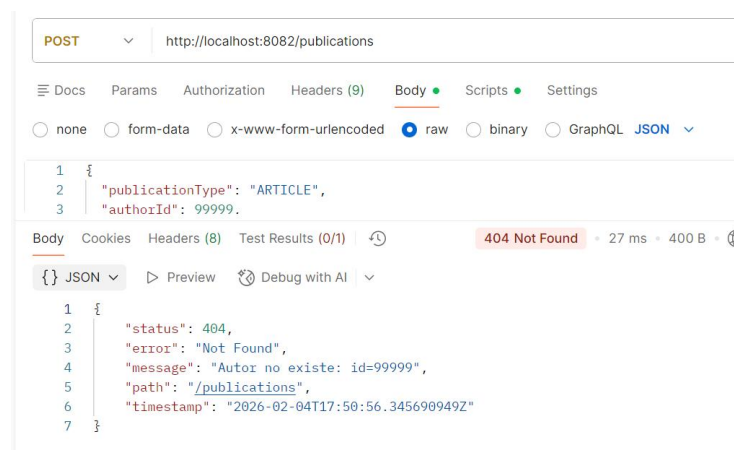 POST http://localhost:8082/publications
Docs Params Authorization Headers (9) Body Scripts Settings
none form-data x-www-form-urlencoded raw binary GraphQL JSON
1 {
2 "publicationType": "ARTICLE",
3 "authorId": 99999.
Body Cookies Headers (8) Test Results (0/1) 404 Not Found 27 ms 400 B
{} JSON Preview Debug with AI
1 {
2 "status": 404,
3 "error": "Not Found",
4 "message": "Autor no existe: id=99999",
5 "path": "/publications",
6 "timestamp": "2026-02-04T17:50:56.345690949Z"
7 }